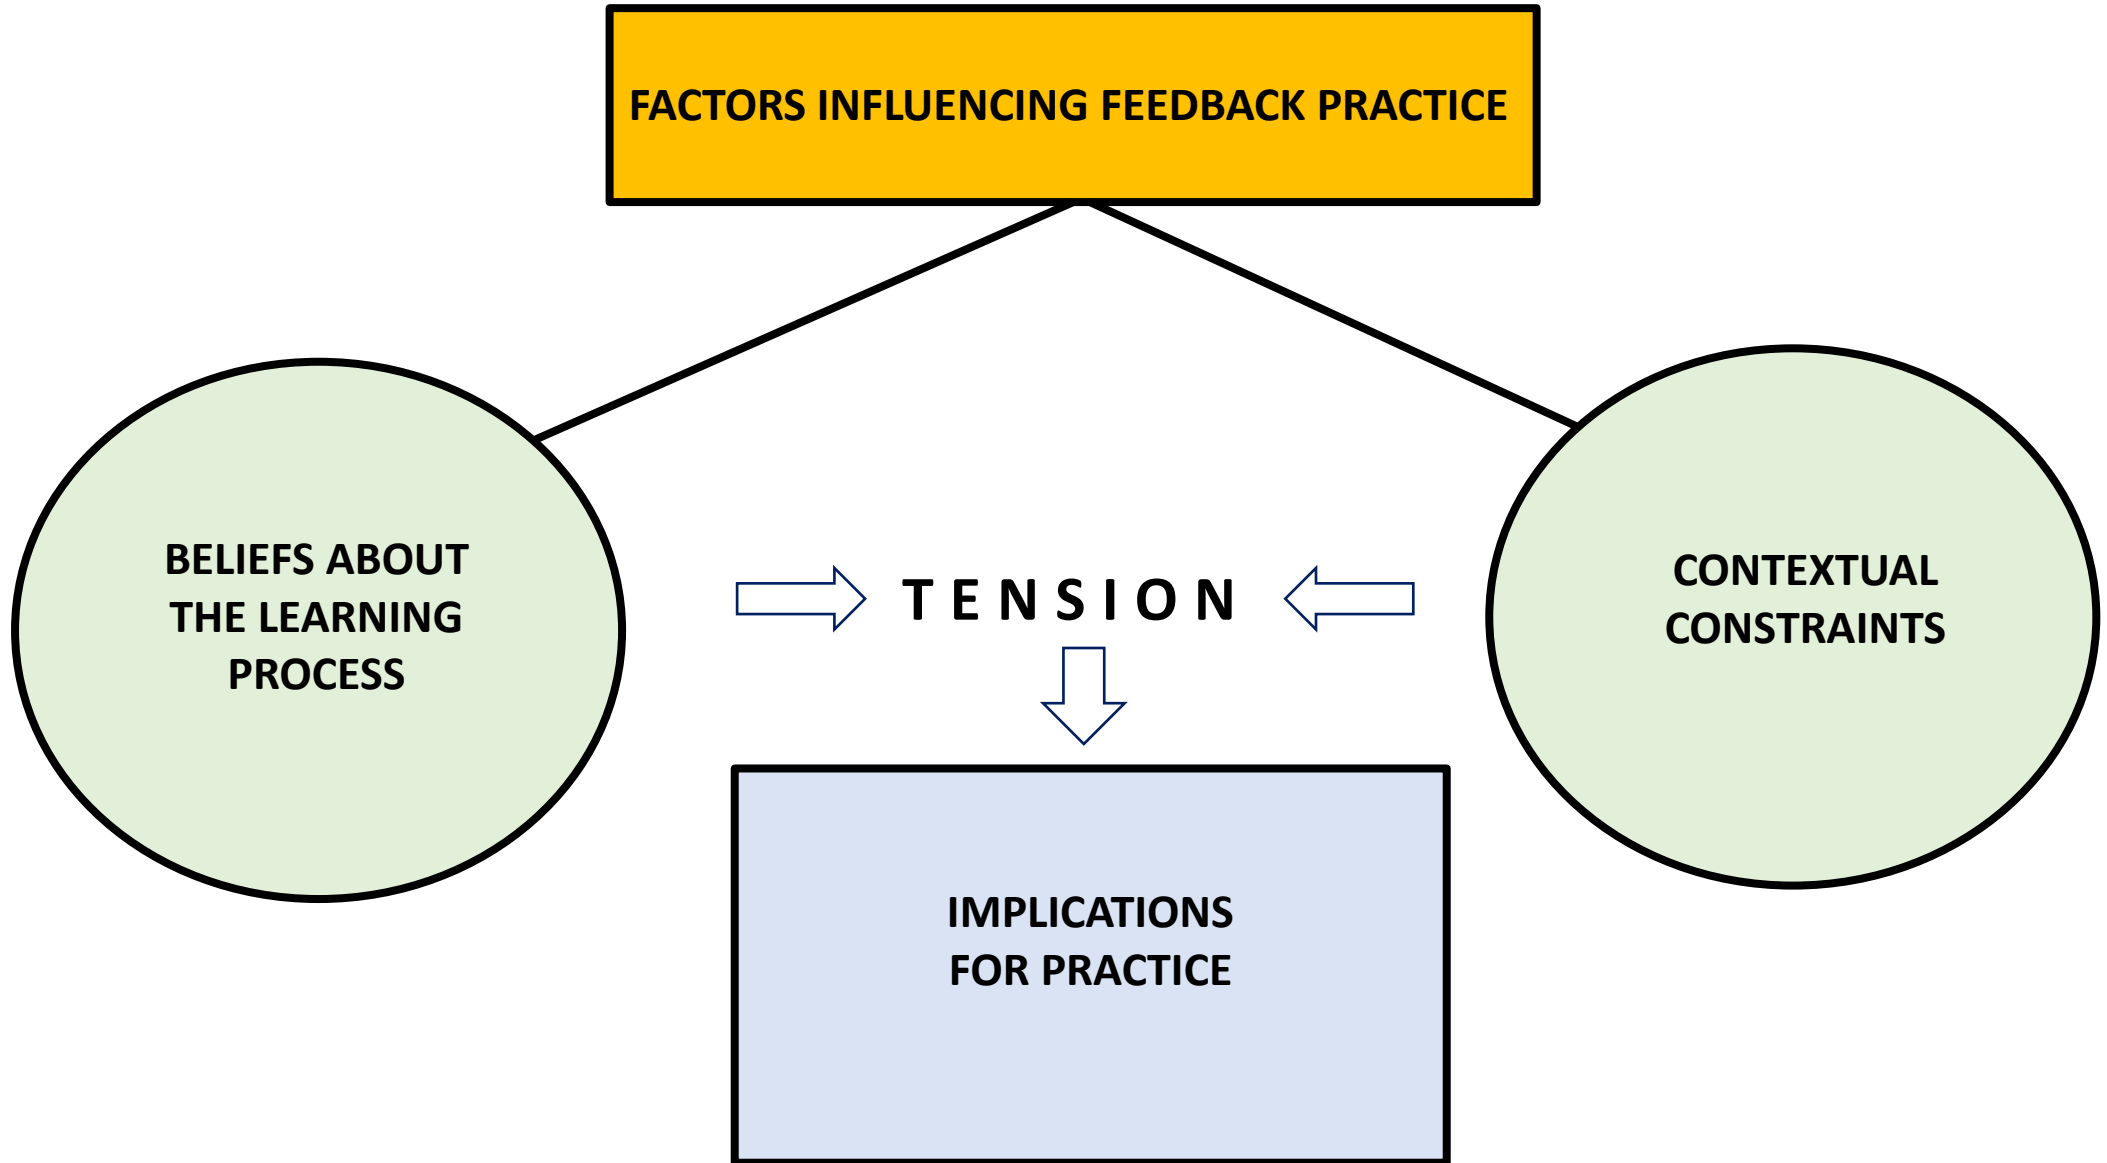 FACTORS INFLUENCING FEEDBACK PRACTICE
BELIEFS ABOUT
THE LEARNING
PROCESS
T E N S I O N
CONTEXTUAL
CONSTRAINTS
IMPLICATIONS
FOR PRACTICE